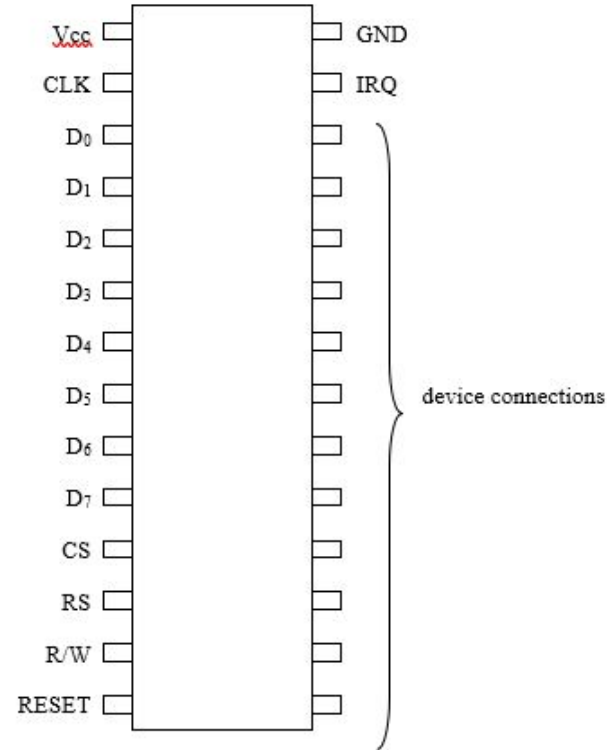 Vcc
GND
CLK
IRQ
D₀
D₁
D₂
D₃
D₄
device connections
D₅
D₆
D₇
CS
RS
R/W
RESET